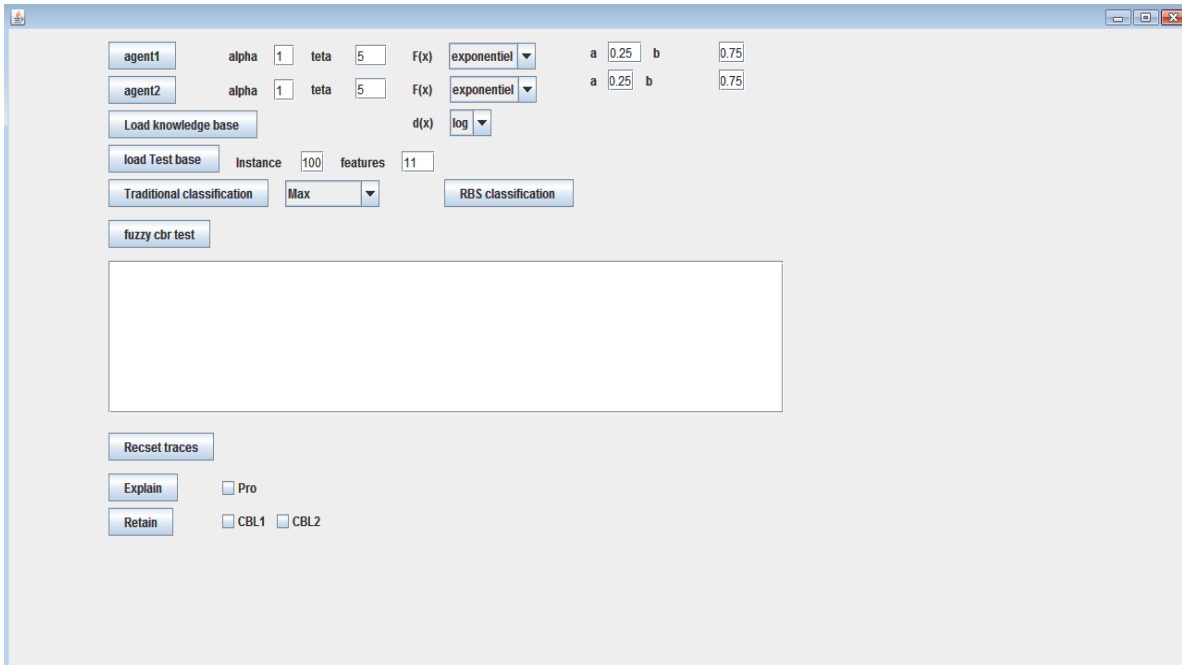 agent1 alpha 1 teta 5 F(x) exponentiel a 0.25 b 0.75
agent2 alpha 1 teta 5 F(x) exponentiel a 0.25 b 0.75
Load knowledge base d(x) log
load Test base Instance 100 features 11
Traditional classification Max RBS classification
fuzzy cbr test
Recset traces
Explain Pro
Retain CBL1 CBL2